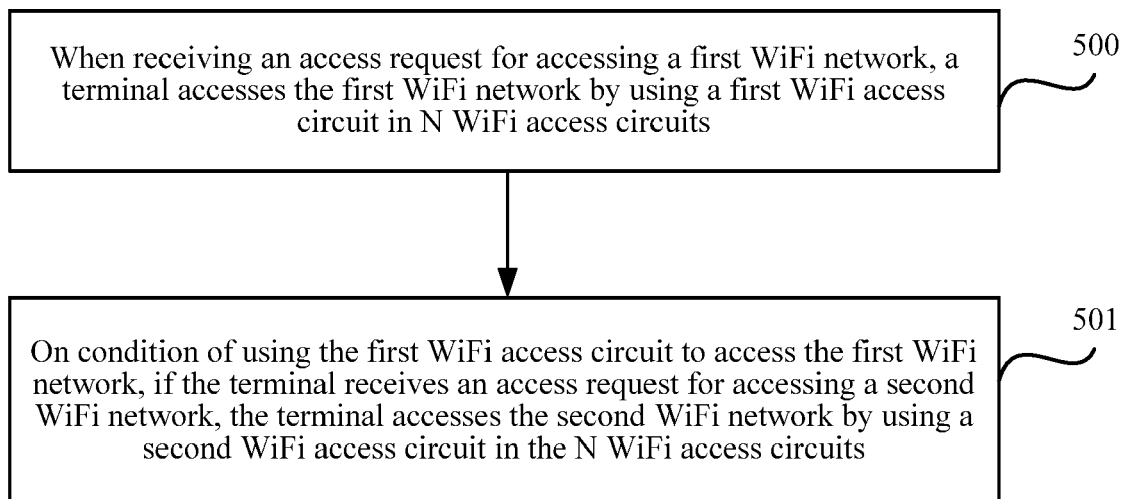 When receiving an access request for accessing a first WiFi network, a
terminal accesses the first WiFi network by using a first WiFi access
circuit in N WiFi access circuits
500
On condition of using the first WiFi access circuit to access the first WiFi
network, if the terminal receives an access request for accessing a second
WiFi network, the terminal accesses the second WiFi network by using a
second WiFi access circuit in the N WiFi access circuits
501